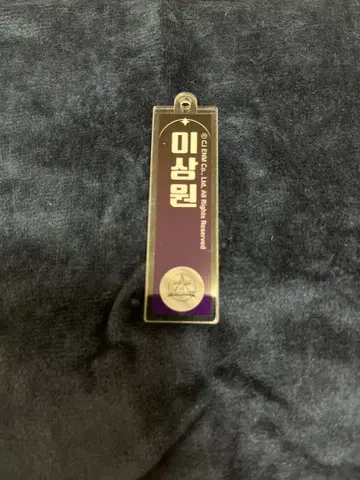 이상원
© CJ ENM Co., Ltd, All Rights Reserved